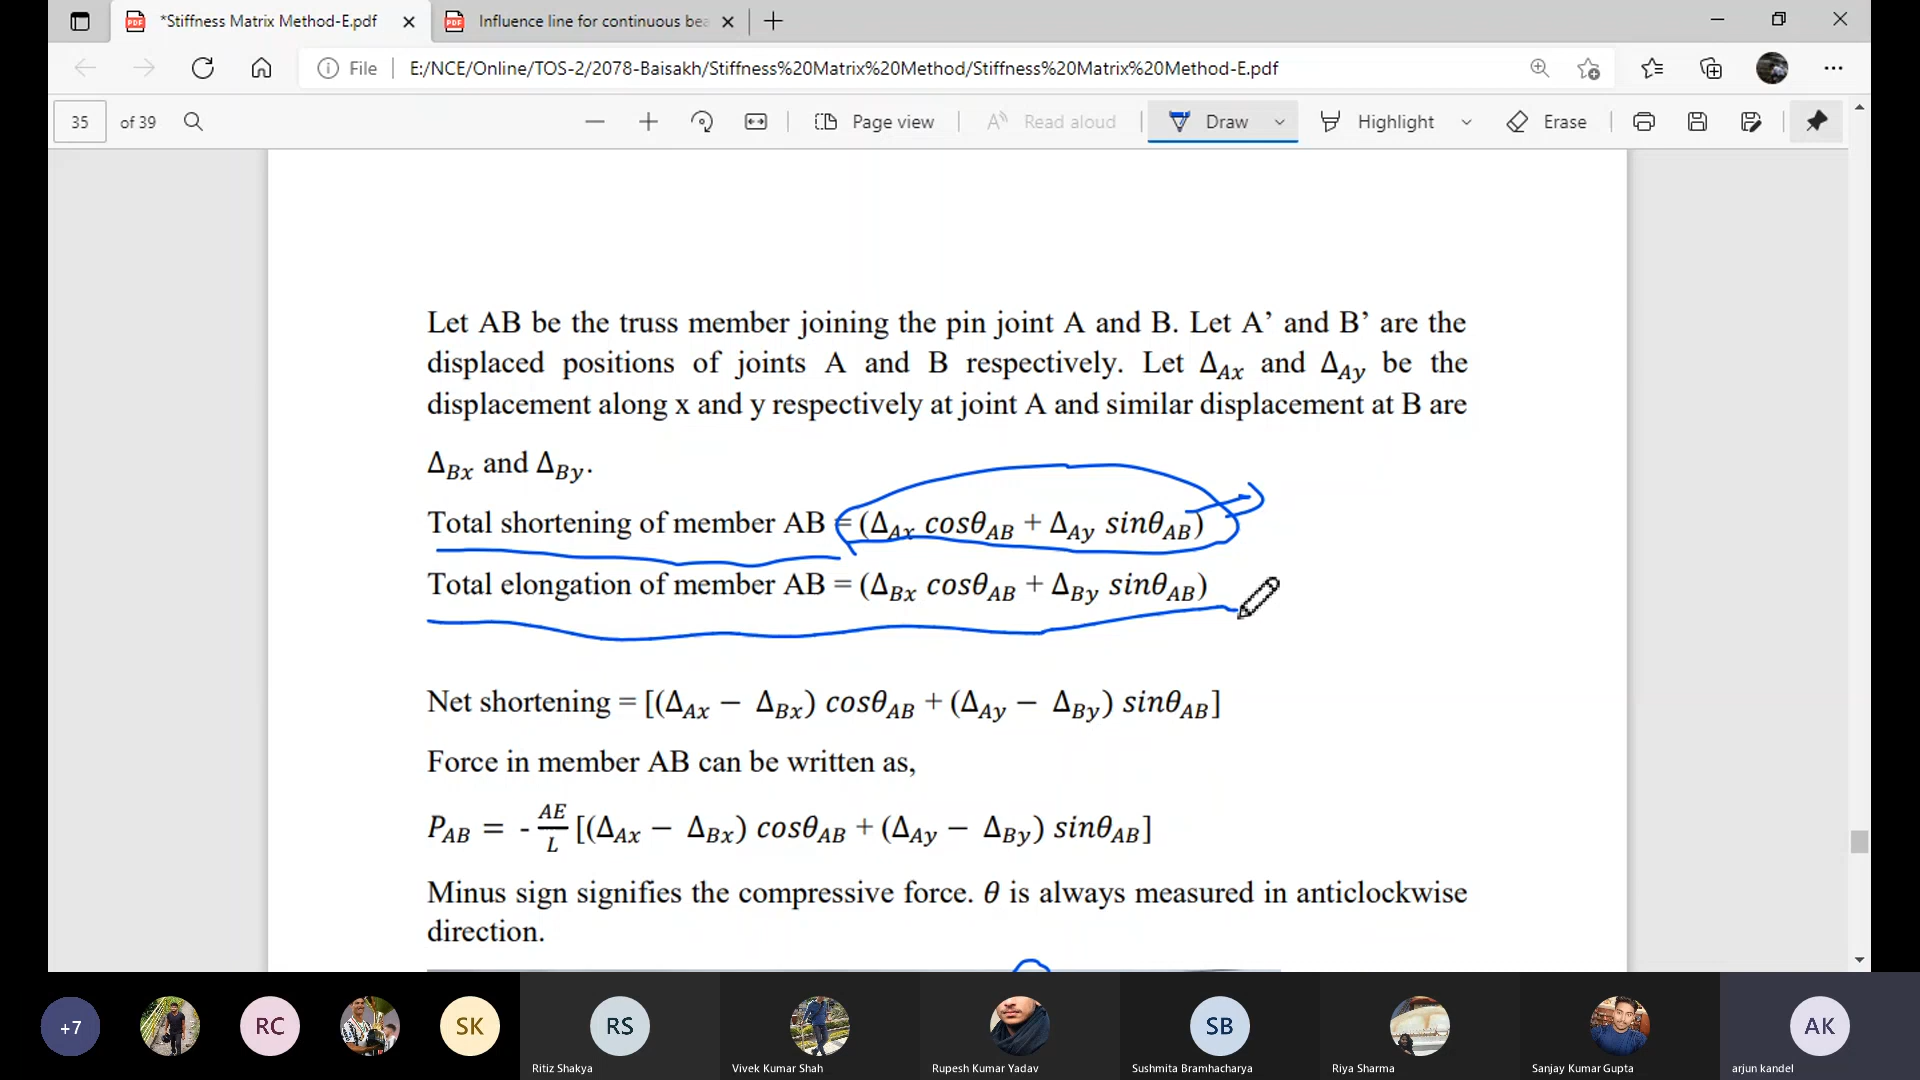 *Stiffness Matrix Method-E.pdf
Influence line for continuous bea
File
E:/NCE/Online/TOS-2/2078-Baisakh/Stiffness%20Matrix%20Method/Stiffness%20Matrix%20Method-E.pdf
35 of 39
Page view
Read aloud
Draw
Highlight
Erase
Let AB be the truss member joining the pin joint A and B. Let A’ and B’ are the
displaced positions of joints A and B respectively. Let Δ_Ax and Δ_Ay be the
displacement along x and y respectively at joint A and similar displacement at B are
Δ_Bx and Δ_By.
Total shortening of member AB = (Δ_Ax cosθ_AB + Δ_Ay sinθ_AB)
Total elongation of member AB = (Δ_Bx cosθ_AB + Δ_By sinθ_AB)
Net shortening = [(Δ_Ax − Δ_Bx) cosθ_AB + (Δ_Ay − Δ_By) sinθ_AB]
Force in member AB can be written as,
P_AB = - AE/L [(Δ_Ax − Δ_Bx) cosθ_AB + (Δ_Ay − Δ_By) sinθ_AB]
Minus sign signifies the compressive force. θ is always measured in anticlockwise
direction.
+7
RC
SK
RS
SB
AK
Ritiz Shakya
Vivek Kumar Shah
Rupesh Kumar Yadav
Sushmita Bramhacharya
Riya Sharma
Sanjay Kumar Gupta
arjun kandel